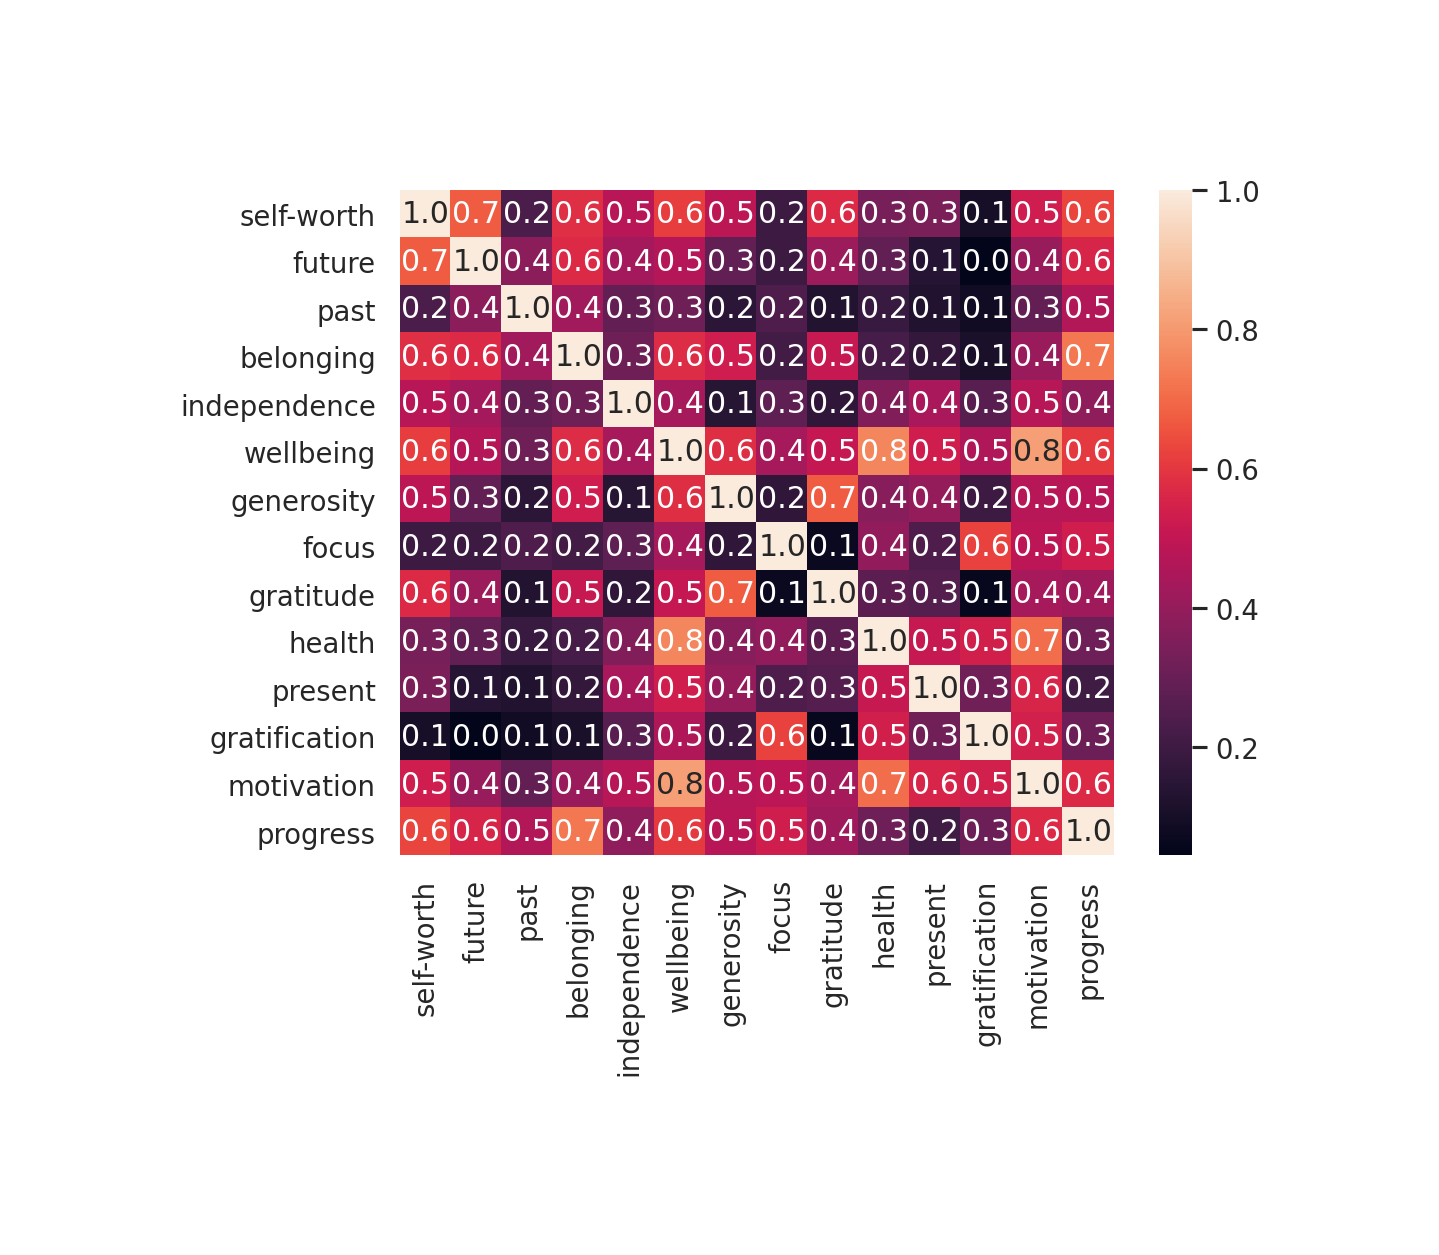 self-worth 1.0 0.7 0.2 0.6 0.5 0.6 0.5 0.2 0.6 0.3 0.3 0.1 0.5 0.6
future 0.7 1.0 0.4 0.6 0.4 0.5 0.3 0.2 0.4 0.3 0.1 0.0 0.4 0.6
past 0.2 0.4 1.0 0.4 0.3 0.3 0.2 0.2 0.1 0.2 0.1 0.1 0.3 0.5
belonging 0.6 0.6 0.4 1.0 0.3 0.6 0.5 0.2 0.5 0.2 0.2 0.1 0.4 0.7
independence 0.5 0.4 0.3 0.3 1.0 0.4 0.1 0.3 0.2 0.4 0.4 0.3 0.5 0.4
wellbeing 0.6 0.5 0.3 0.6 0.4 1.0 0.6 0.4 0.5 0.8 0.5 0.5 0.8 0.6
generosity 0.5 0.3 0.2 0.5 0.1 0.6 1.0 0.2 0.7 0.4 0.4 0.2 0.5 0.5
focus 0.2 0.2 0.2 0.2 0.3 0.4 0.2 1.0 0.1 0.4 0.2 0.6 0.5 0.5
gratitude 0.6 0.4 0.1 0.5 0.2 0.5 0.7 0.1 1.0 0.3 0.3 0.1 0.4 0.4
health 0.3 0.3 0.2 0.2 0.4 0.8 0.4 0.4 0.3 1.0 0.5 0.5 0.7 0.3
present 0.3 0.1 0.1 0.2 0.4 0.5 0.4 0.2 0.3 0.5 1.0 0.3 0.6 0.2
gratification 0.1 0.0 0.1 0.1 0.3 0.5 0.2 0.6 0.1 0.5 0.3 1.0 0.5 0.3
motivation 0.5 0.4 0.3 0.4 0.5 0.8 0.5 0.5 0.4 0.7 0.6 0.5 1.0 0.6
progress 0.6 0.6 0.5 0.7 0.4 0.6 0.5 0.5 0.4 0.3 0.2 0.3 0.6 1.0
self-worth
future
past
belonging
independence
wellbeing
generosity
focus
gratitude
health
present
gratification
motivation
progress
1.0
0.8
0.6
0.4
0.2